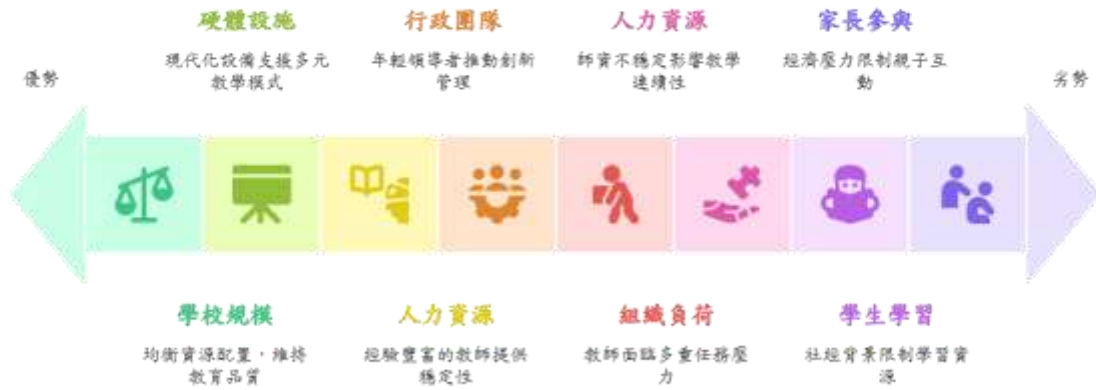 硬體設施
現代化設備支援多元
教學模式
行政團隊
年輕領導者推動創新
管理
人力資源
師資不穩定影響教學
連續性
家長參與
經濟壓力限制親子互
動
優勢
劣勢
學校規模
均衡資源配置，維持
教育品質
人力資源
經驗豐富的教師提供
穩定性
組織負荷
教師面臨多重任務壓
力
學生學習
社經背景限制學習資
源